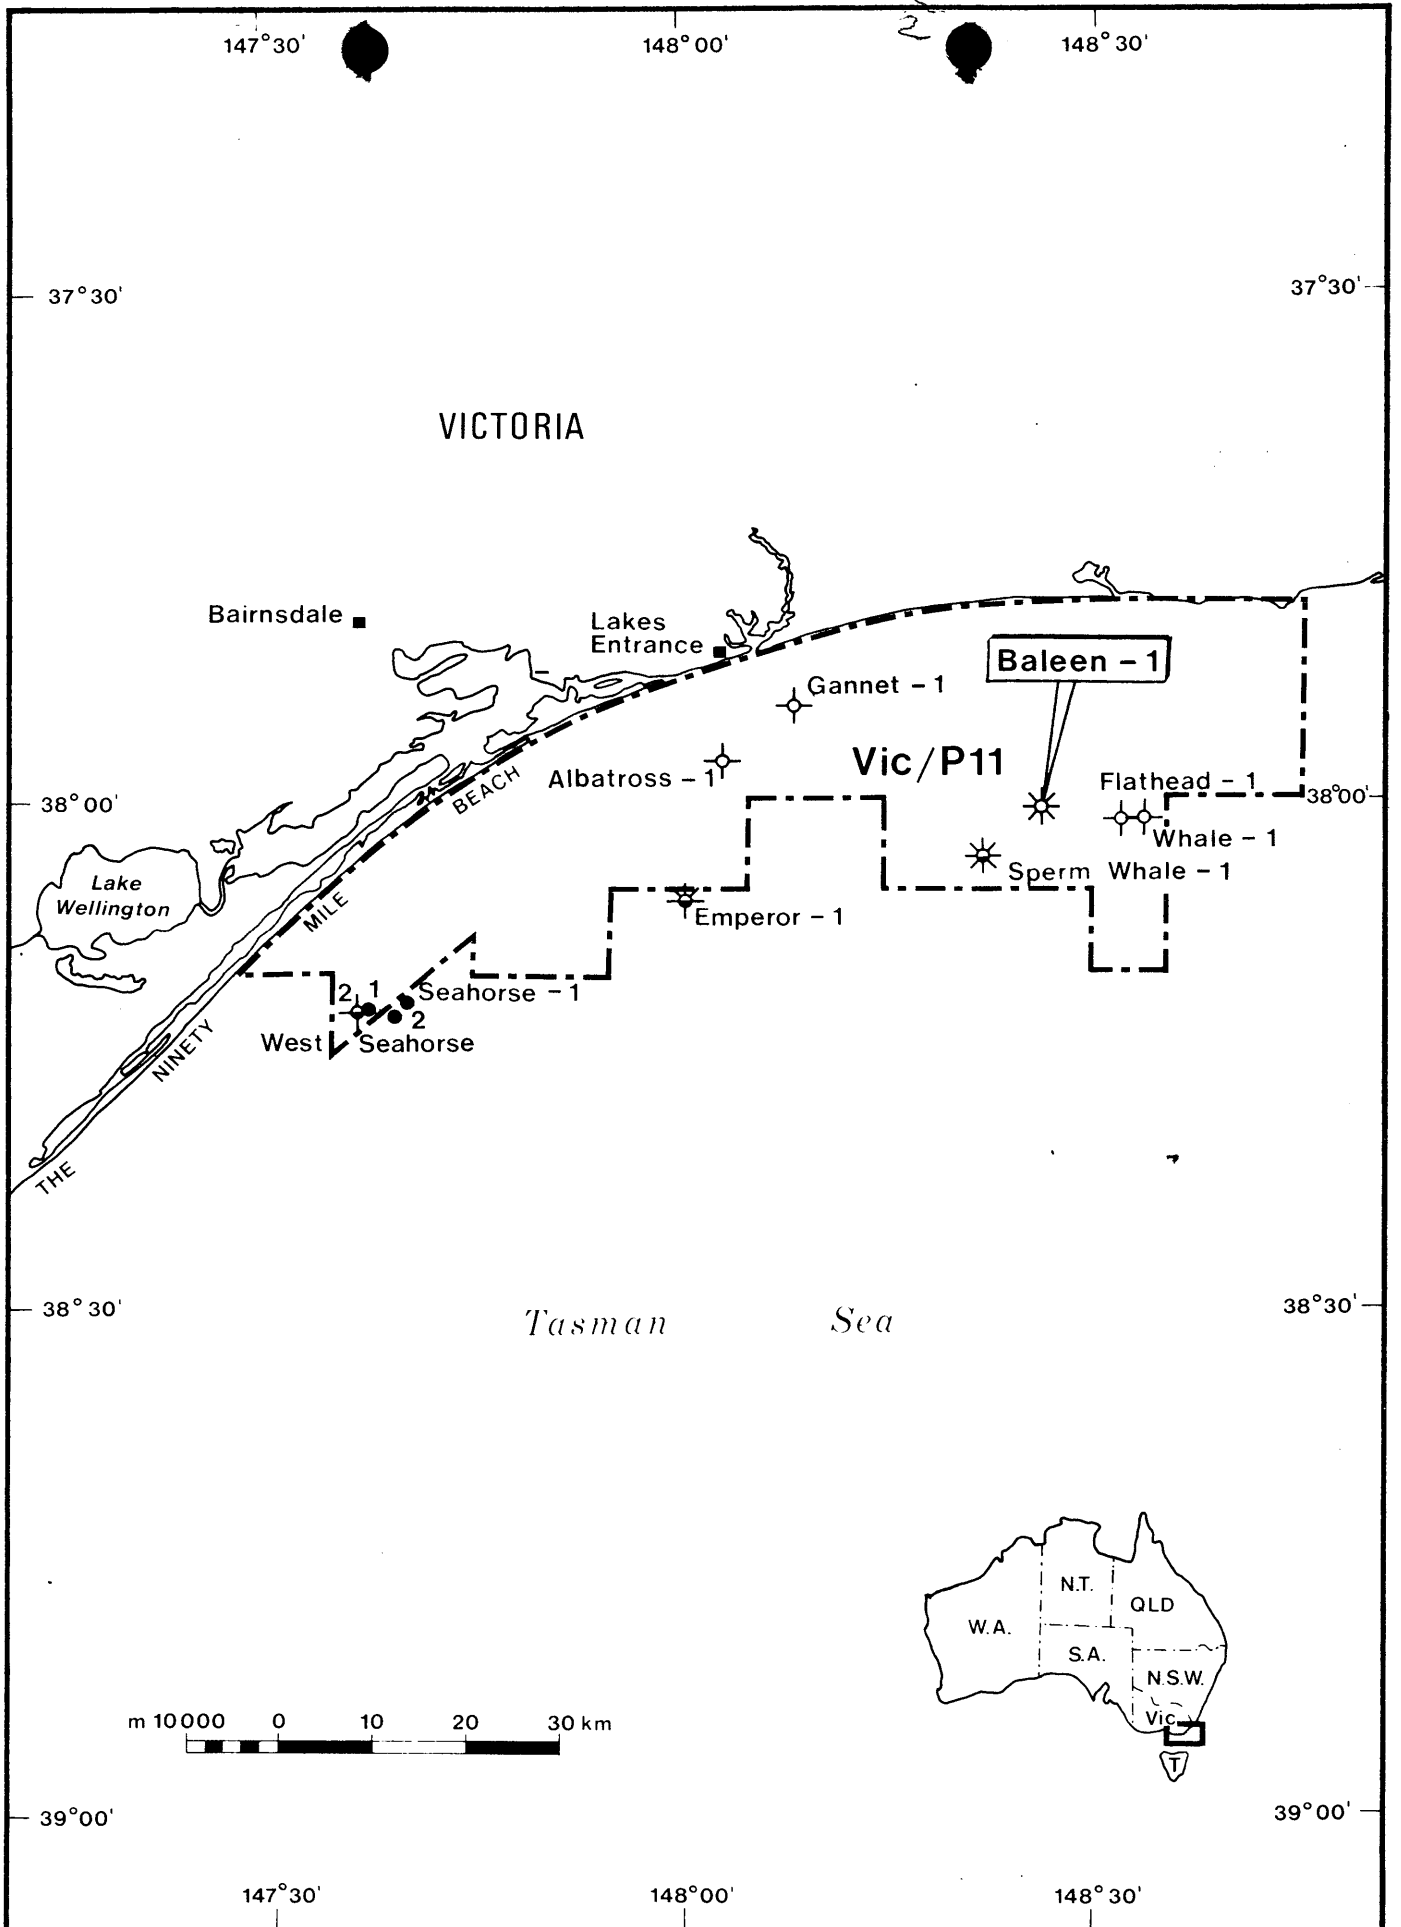 147°30' 148°00' 148°30'
2
37°30' 37°30'
VICTORIA
Bairnsdale
Lakes
Entrance
Baleen - 1
Gannet - 1
Vic/P11
Albatross - 1
Flathead - 1
BEACH
38°00' 38°00'
Whale - 1
Sperm Whale - 1
Lake
Wellington
MILE
Emperor - 1
2 1 Seahorse - 1
2
West Seahorse
NINETY
THE
38°30' 38°30'
Tasman Sea
N.T.
QLD
W.A.
S.A.
N.S.W.
Vic
T
m 10000 0 10 20 30 km
39°00' 39°00'
147°30' 148°00' 148°30'